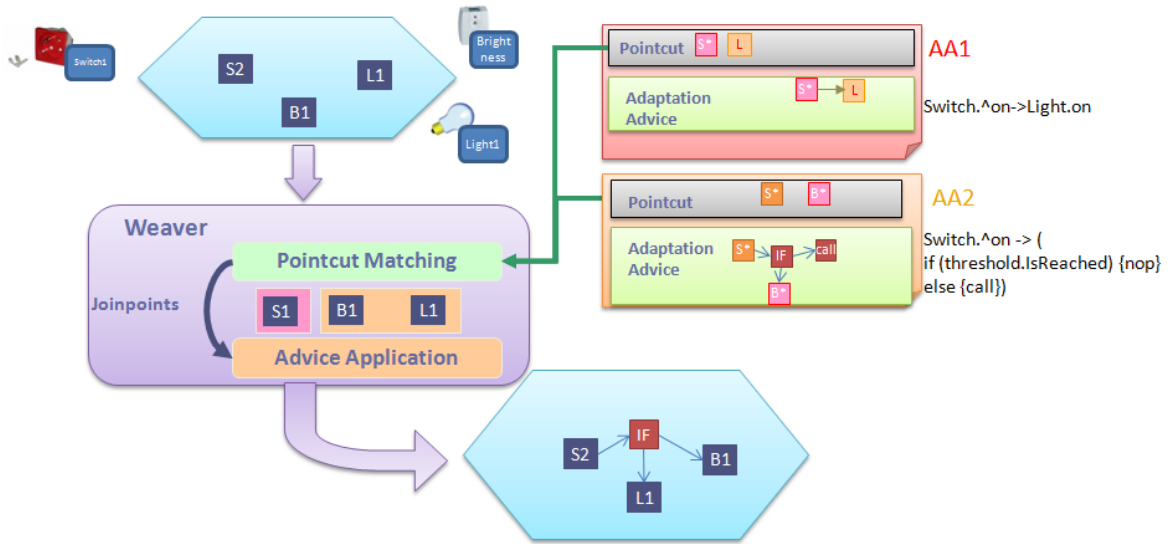 Switch1
S2
L1
B1
Bright
ness
Light1
Pointcut
S*
L
AA1
Adaptation
Advice
S*
L
Switch.^on->Light.on
Pointcut
S*
B*
AA2
Adaptation
Advice
S*
IF
call
B*
Switch.^on -> (
if (threshold.IsReached) {nop}
else {call})
Weaver
Pointcut Matching
Joinpoints
S1
B1
L1
Advice Application
S2
IF
B1
L1